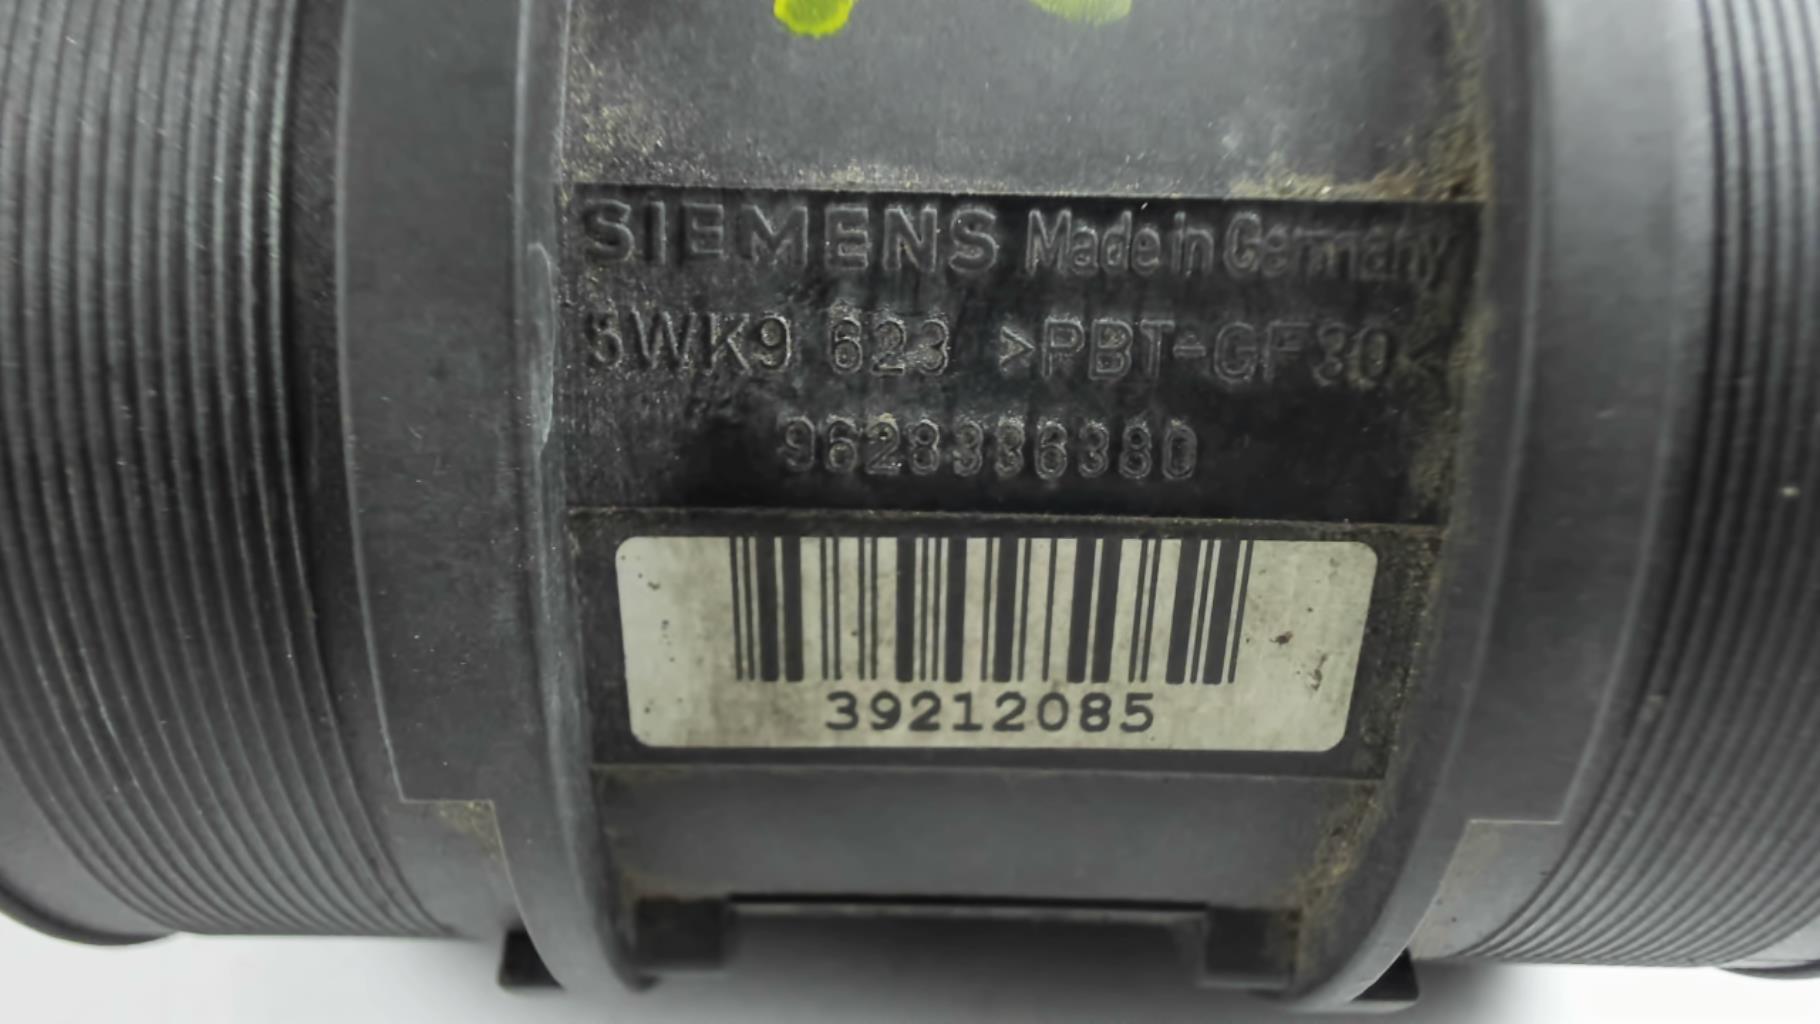 SIEMENS Made in Germany
5WK9 623 >PBT-GF30<
9628336380
39212085